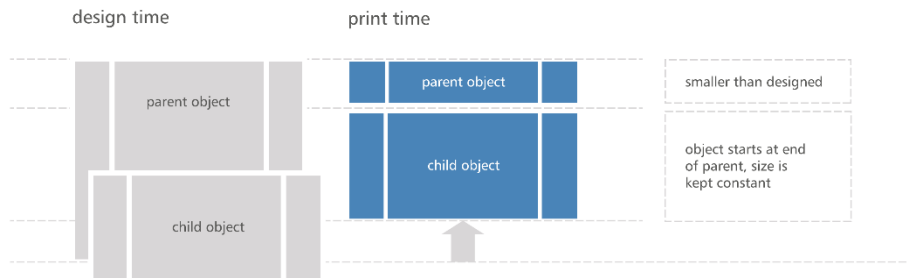 design time
print time
parent object
parent object
smaller than designed
child object
object starts at end
of parent, size is
kept constant
child object